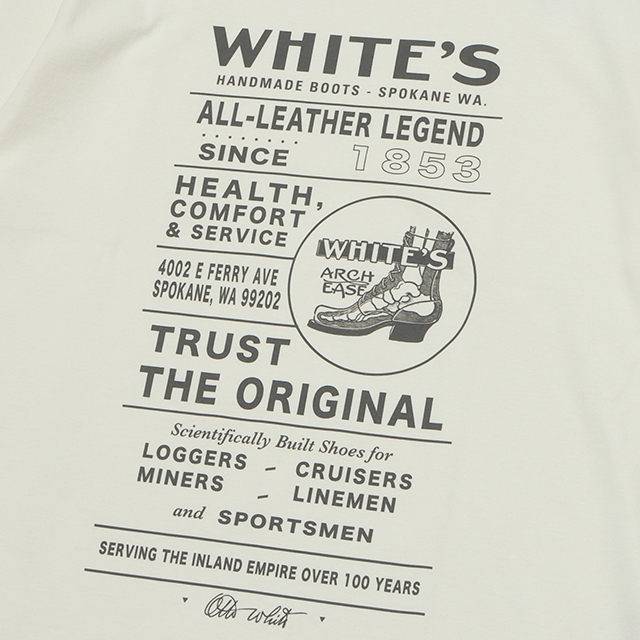 WHITE'S
HANDMADE BOOTS - SPOKANE WA.
ALL-LEATHER LEGEND
SINCE 1853
HEALTH,
COMFORT
& SERVICE
WHITE'S
ARCH
EASE
4002 E FERRY AVE
SPOKANE, WA 99202
TRUST
THE ORIGINAL
Scientifically Built Shoes for
LOGGERS - CRUISERS
MINERS - LINEMEN
and SPORTSMEN
SERVING THE INLAND EMPIRE OVER 100 YEARS
Otto White